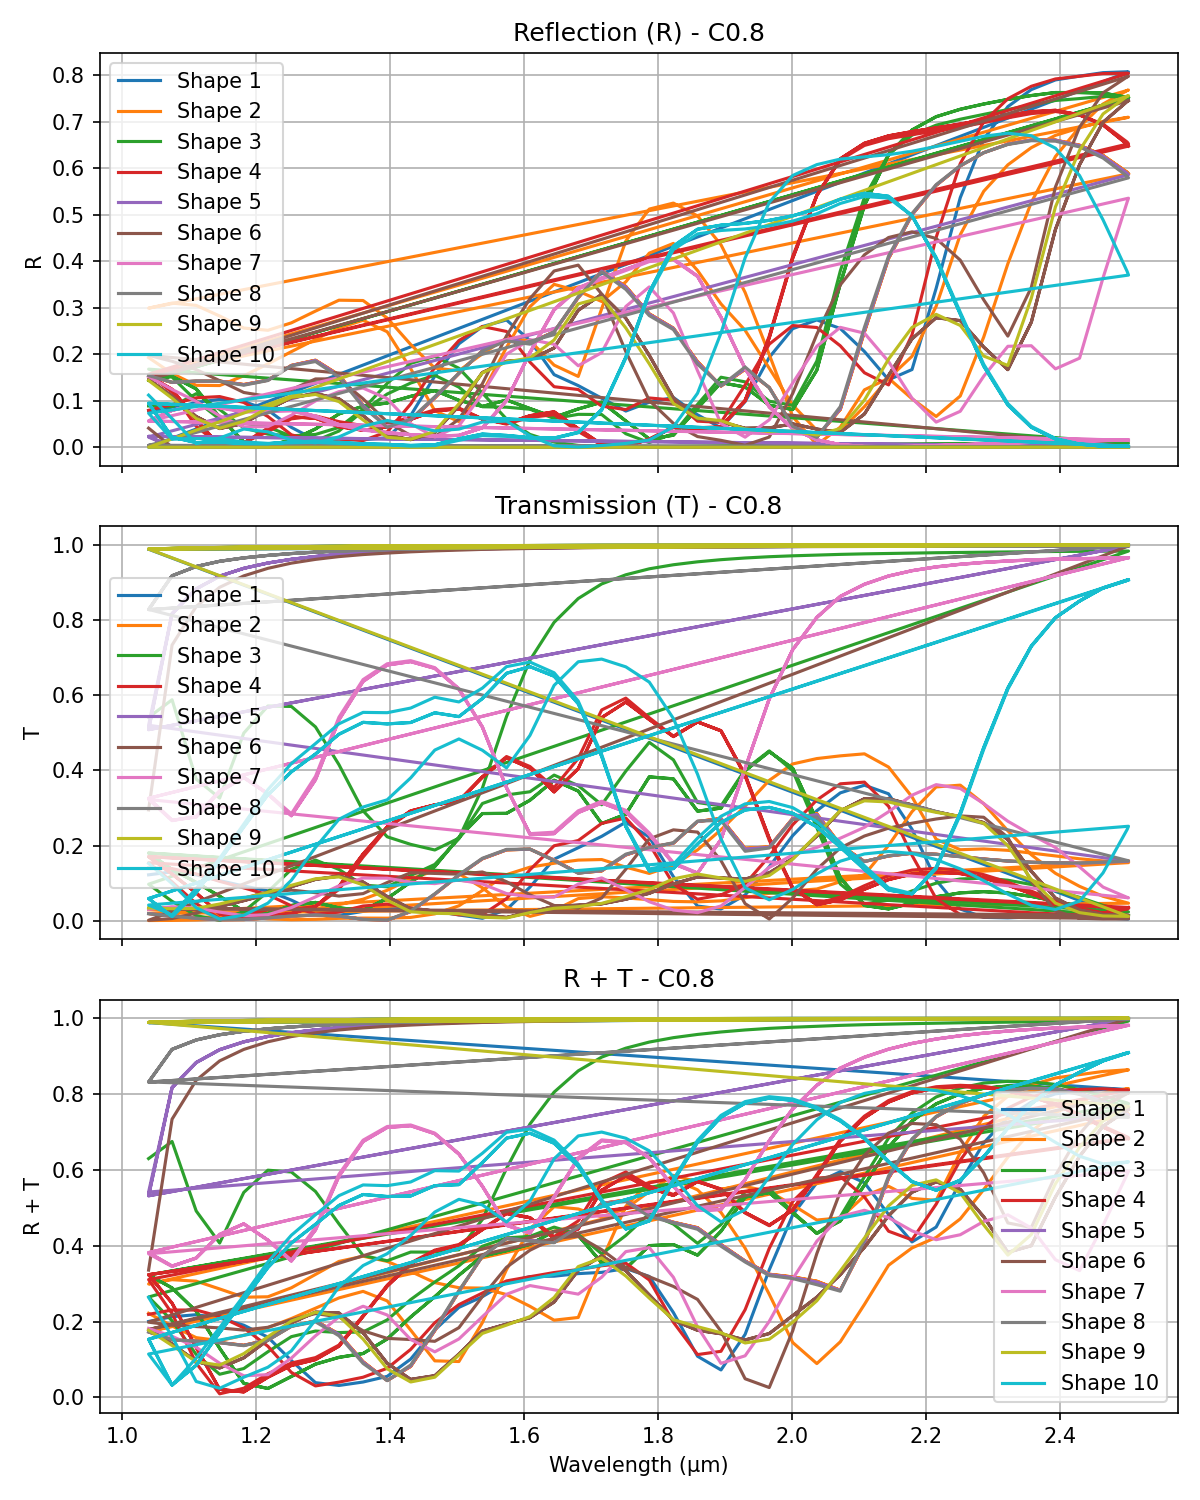 Reflection (R) - C0.8
0.8
0.7
0.6
0.5
0.4
0.3
0.2
0.1
0.0
R
Shape 1
Shape 2
Shape 3
Shape 4
Shape 5
Shape 6
Shape 7
Shape 8
Shape 9
Shape 10
Transmission (T) - C0.8
1.0
0.8
0.6
0.4
0.2
0.0
T
Shape 1
Shape 2
Shape 3
Shape 4
Shape 5
Shape 6
Shape 7
Shape 8
Shape 9
Shape 10
R + T - C0.8
1.0
0.8
0.6
0.4
0.2
0.0
R + T
Shape 1
Shape 2
Shape 3
Shape 4
Shape 5
Shape 6
Shape 7
Shape 8
Shape 9
Shape 10
1.0 1.2 1.4 1.6 1.8 2.0 2.2 2.4
Wavelength (μm)